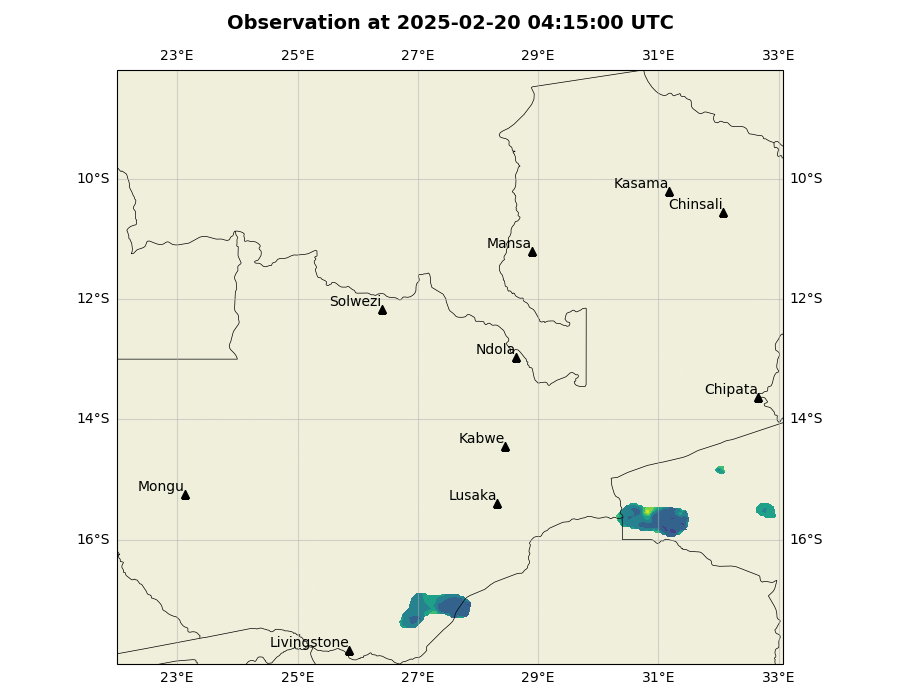 Observation at 2025-02-20 04:15:00 UTC
23°E 25°E 27°E 29°E 31°E 33°E
10°S 10°S
Kasama
Chinsali
Mansa
12°S 12°S
Solwezi
Ndola
Chipata
14°S 14°S
Kabwe
Mongu
Lusaka
16°S 16°S
Livingstone
23°E 25°E 27°E 29°E 31°E 33°E